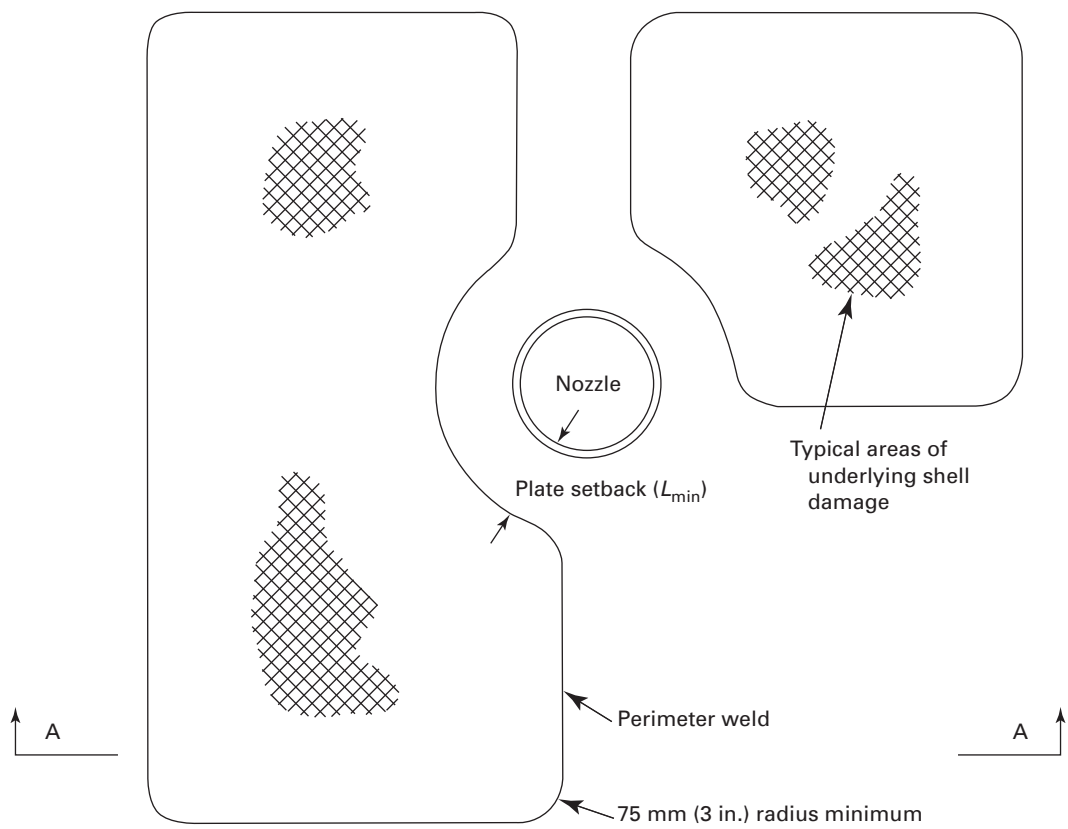 Nozzle
Plate setback (Lmin)
Typical areas of
underlying shell
damage
Perimeter weld
A
A
75 mm (3 in.) radius minimum